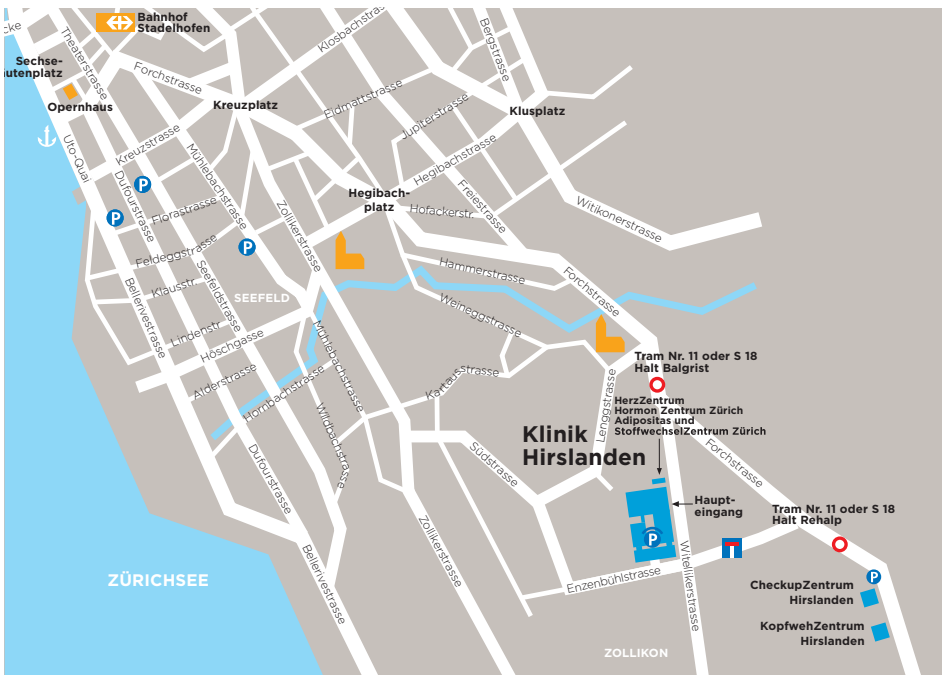 Bahnhof
Stadelhofen
cke
Theaterstrasse
Klosbachstrasse
Bergstrasse
Sechse-
äutenplatz
Forchstrasse
Opernhaus
Kreuzplatz
Eidmattstrasse
Jupiterstrasse
Klusplatz
Uto-Quai
Kreuzstrasse
Mühlebachstrasse
Hegibachstrasse
P
Dufourstrasse
Freiestrasse
Hegibach-
platz
Hofackerstr.
Witikonerstrasse
P
Florastrasse
Zollikerstrasse
P
Feldeggstrasse
Seefeldstrasse
Hammerstrasse
Forchstrasse
Klausstr.
SEEFELD
Bellerivestrasse
Weineggstrasse
Lindenstr.
Höschgasse
Mühlebachstrasse
Tram Nr. 11 oder S 18
Halt Balgrist
Alderstrasse
Hornbachstrasse
Kartausstrasse
Lenggstrasse
HerzZentrum
Hormon Zentrum Zürich
Adipositas und
StoffwechselZentrum Zürich
Wildbachstrasse
Klinik
Hirslanden
Südstrasse
Forchstrasse
Dufourstrasse
Haupt-
eingang
Tram Nr. 11 oder S 18
Halt Rehalp
P
Zollikerstrasse
Bellerivestrasse
Witellikerstrasse
ZÜRICHSEE
Enzenbühlstrasse
P
CheckupZentrum
Hirslanden
KopfwehZentrum
Hirslanden
ZOLLIKON